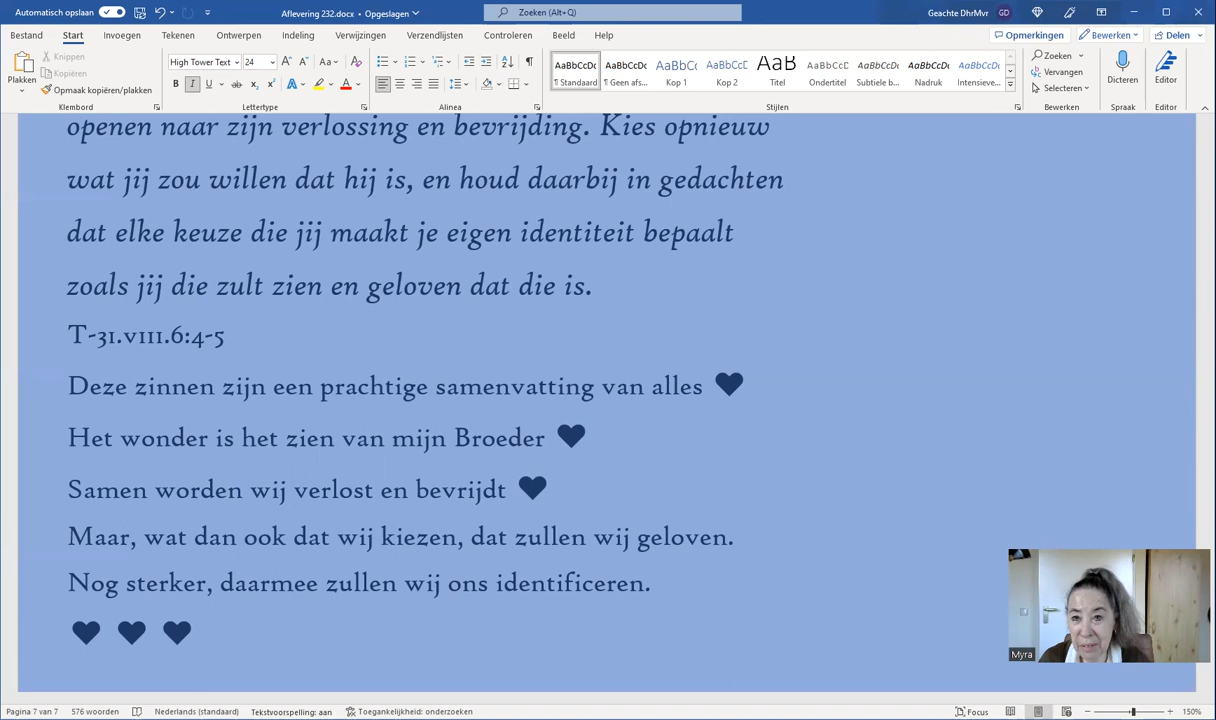 Automatisch opslaan
Aflevering 232.docx • Opgeslagen
Zoeken (Alt+Q)
Geachte DhrMvr GD
Bestand Start Invoegen Tekenen Ontwerpen Indeling Verwijzingen Verzendlijsten Controleren Beeld Help Opmerkingen Bewerken Delen
Plakken
Knippen
Kopiëren
Opmaak kopiëren/plakken
High Tower Text 24
AaBbCcDc AaBbCcDc AaBbCc AaBbCcD AaB AaBbCcD AaBbCcDc AaBbCcDc AaBbCcDc
¶ Standaard ¶ Geen afs... Kop 1 Kop 2 Titel Ondertitel Subtiele b... Nadruk Intensieve...
Zoeken
Vervangen
Selecteren
Dicteren
Editor
Klembord Lettertype Alinea Stijlen Bewerken Spraak Editor
openen naar zijn verlossing en bevrijding. Kies opnieuw
wat jij zou willen dat hij is, en houd daarbij in gedachten
dat elke keuze die jij maakt je eigen identiteit bepaalt
zoals jij die zult zien en geloven dat die is.
T-31.VIII.6:4-5
Deze zinnen zijn een prachtige samenvatting van alles ♥
Het wonder is het zien van mijn Broeder ♥
Samen worden wij verlost en bevrijdt ♥
Maar, wat dan ook dat wij kiezen, dat zullen wij geloven.
Nog sterker, daarmee zullen wij ons identificeren.
♥ ♥ ♥
Myra
Pagina 7 van 7 576 woorden Nederlands (standaard) Tekstvoorspelling: aan Toegankelijkheid: onderzoeken Focus 150%